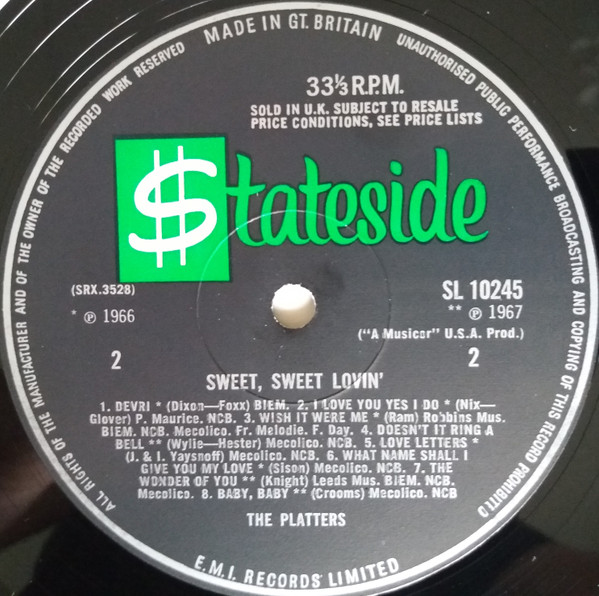 MADE IN GT. BRITAIN
UNAUTHORISED PUBLIC PERFORMANCE BROADCASTING AND COPYING OF THIS RECORD PROHIBITED
ALL RIGHTS OF THE MANUFACTURER AND OF THE OWNER OF THE RECORDED WORK RESERVED
33⅓ R.P.M.
SOLD IN U.K. SUBJECT TO RESALE
PRICE CONDITIONS, SEE PRICE LISTS
$tateside
(SRX.3528)
SL 10245
* ℗ 1966
** ℗ 1967
("A Musicor" U.S.A. Prod.)
2
2
SWEET, SWEET LOVIN'
1. DEVRI * (Dixon—Foxx) BIEM. 2. I LOVE YOU YES I DO * (Nix—
Glover) P. Maurice. NCB. 3. WISH IT WERE ME * (Ram) Robbins Mus.
BIEM. NCB. Mecolico. Fr. Melodie. F. Day. 4. DOESN'T IT RING A
BELL ** (Wylie—Hester) Mecolico. NCB. 5. LOVE LETTERS *
(J. & I. Yaysnoff) Mecolico. NCB. 6. WHAT NAME SHALL I
GIVE YOU MY LOVE * (Sison) Mecolico. NCB. 7. THE
WONDER OF YOU ** (Knight) Leeds Mus. BIEM. NCB.
Mecolico. 8. BABY, BABY ** (Crooms) Mecolico. NCB
THE PLATTERS
E.M.I. RECORDS LIMITED